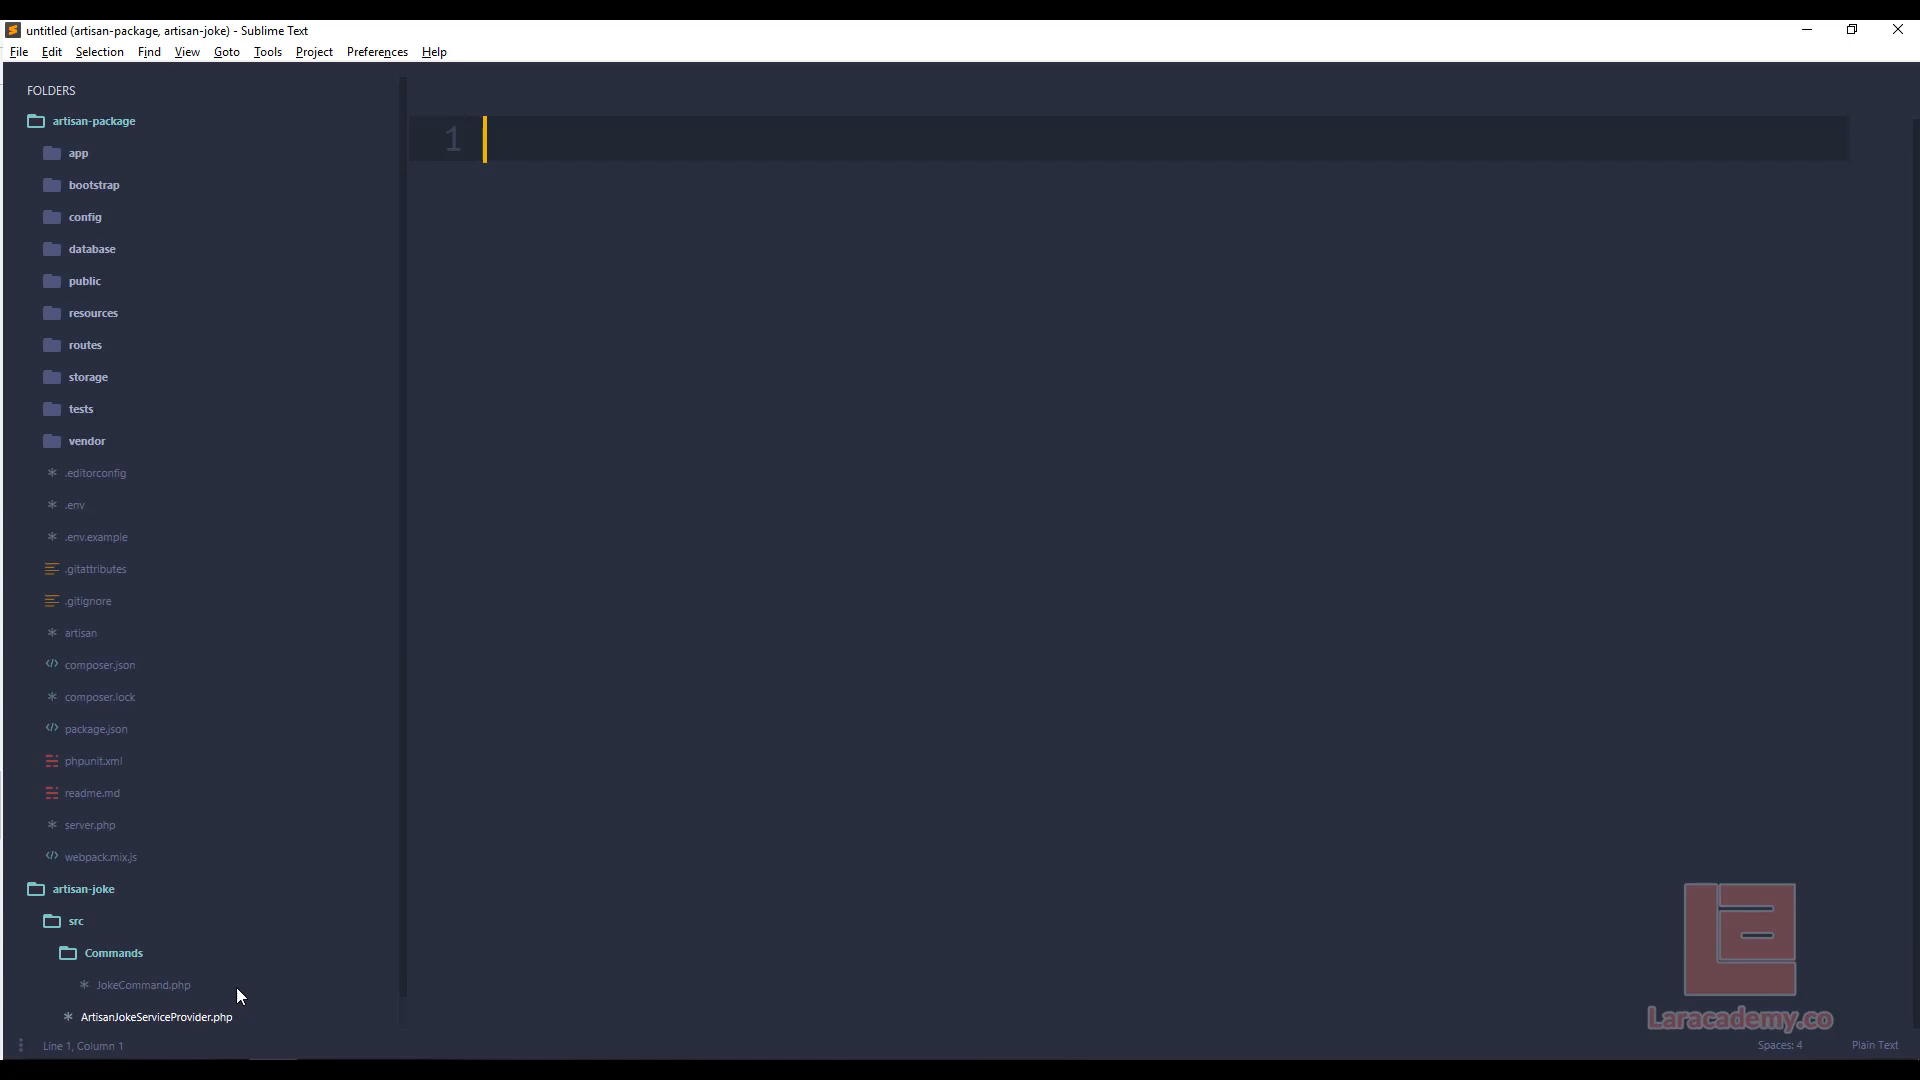 untitled (artisan-package, artisan-joke) - Sublime Text
File Edit Selection Find View Goto Tools Project Preferences Help
FOLDERS
artisan-package
1
app
bootstrap
config
database
public
resources
routes
storage
tests
vendor
.editorconfig
.env
.env.example
.gitattributes
.gitignore
artisan
composer.json
composer.lock
package.json
phpunit.xml
readme.md
server.php
webpack.mix.js
artisan-joke
src
Commands
JokeCommand.php
ArtisanJokeServiceProvider.php
Laracademy.co
Line 1, Column 1
Spaces: 4
Plain Text